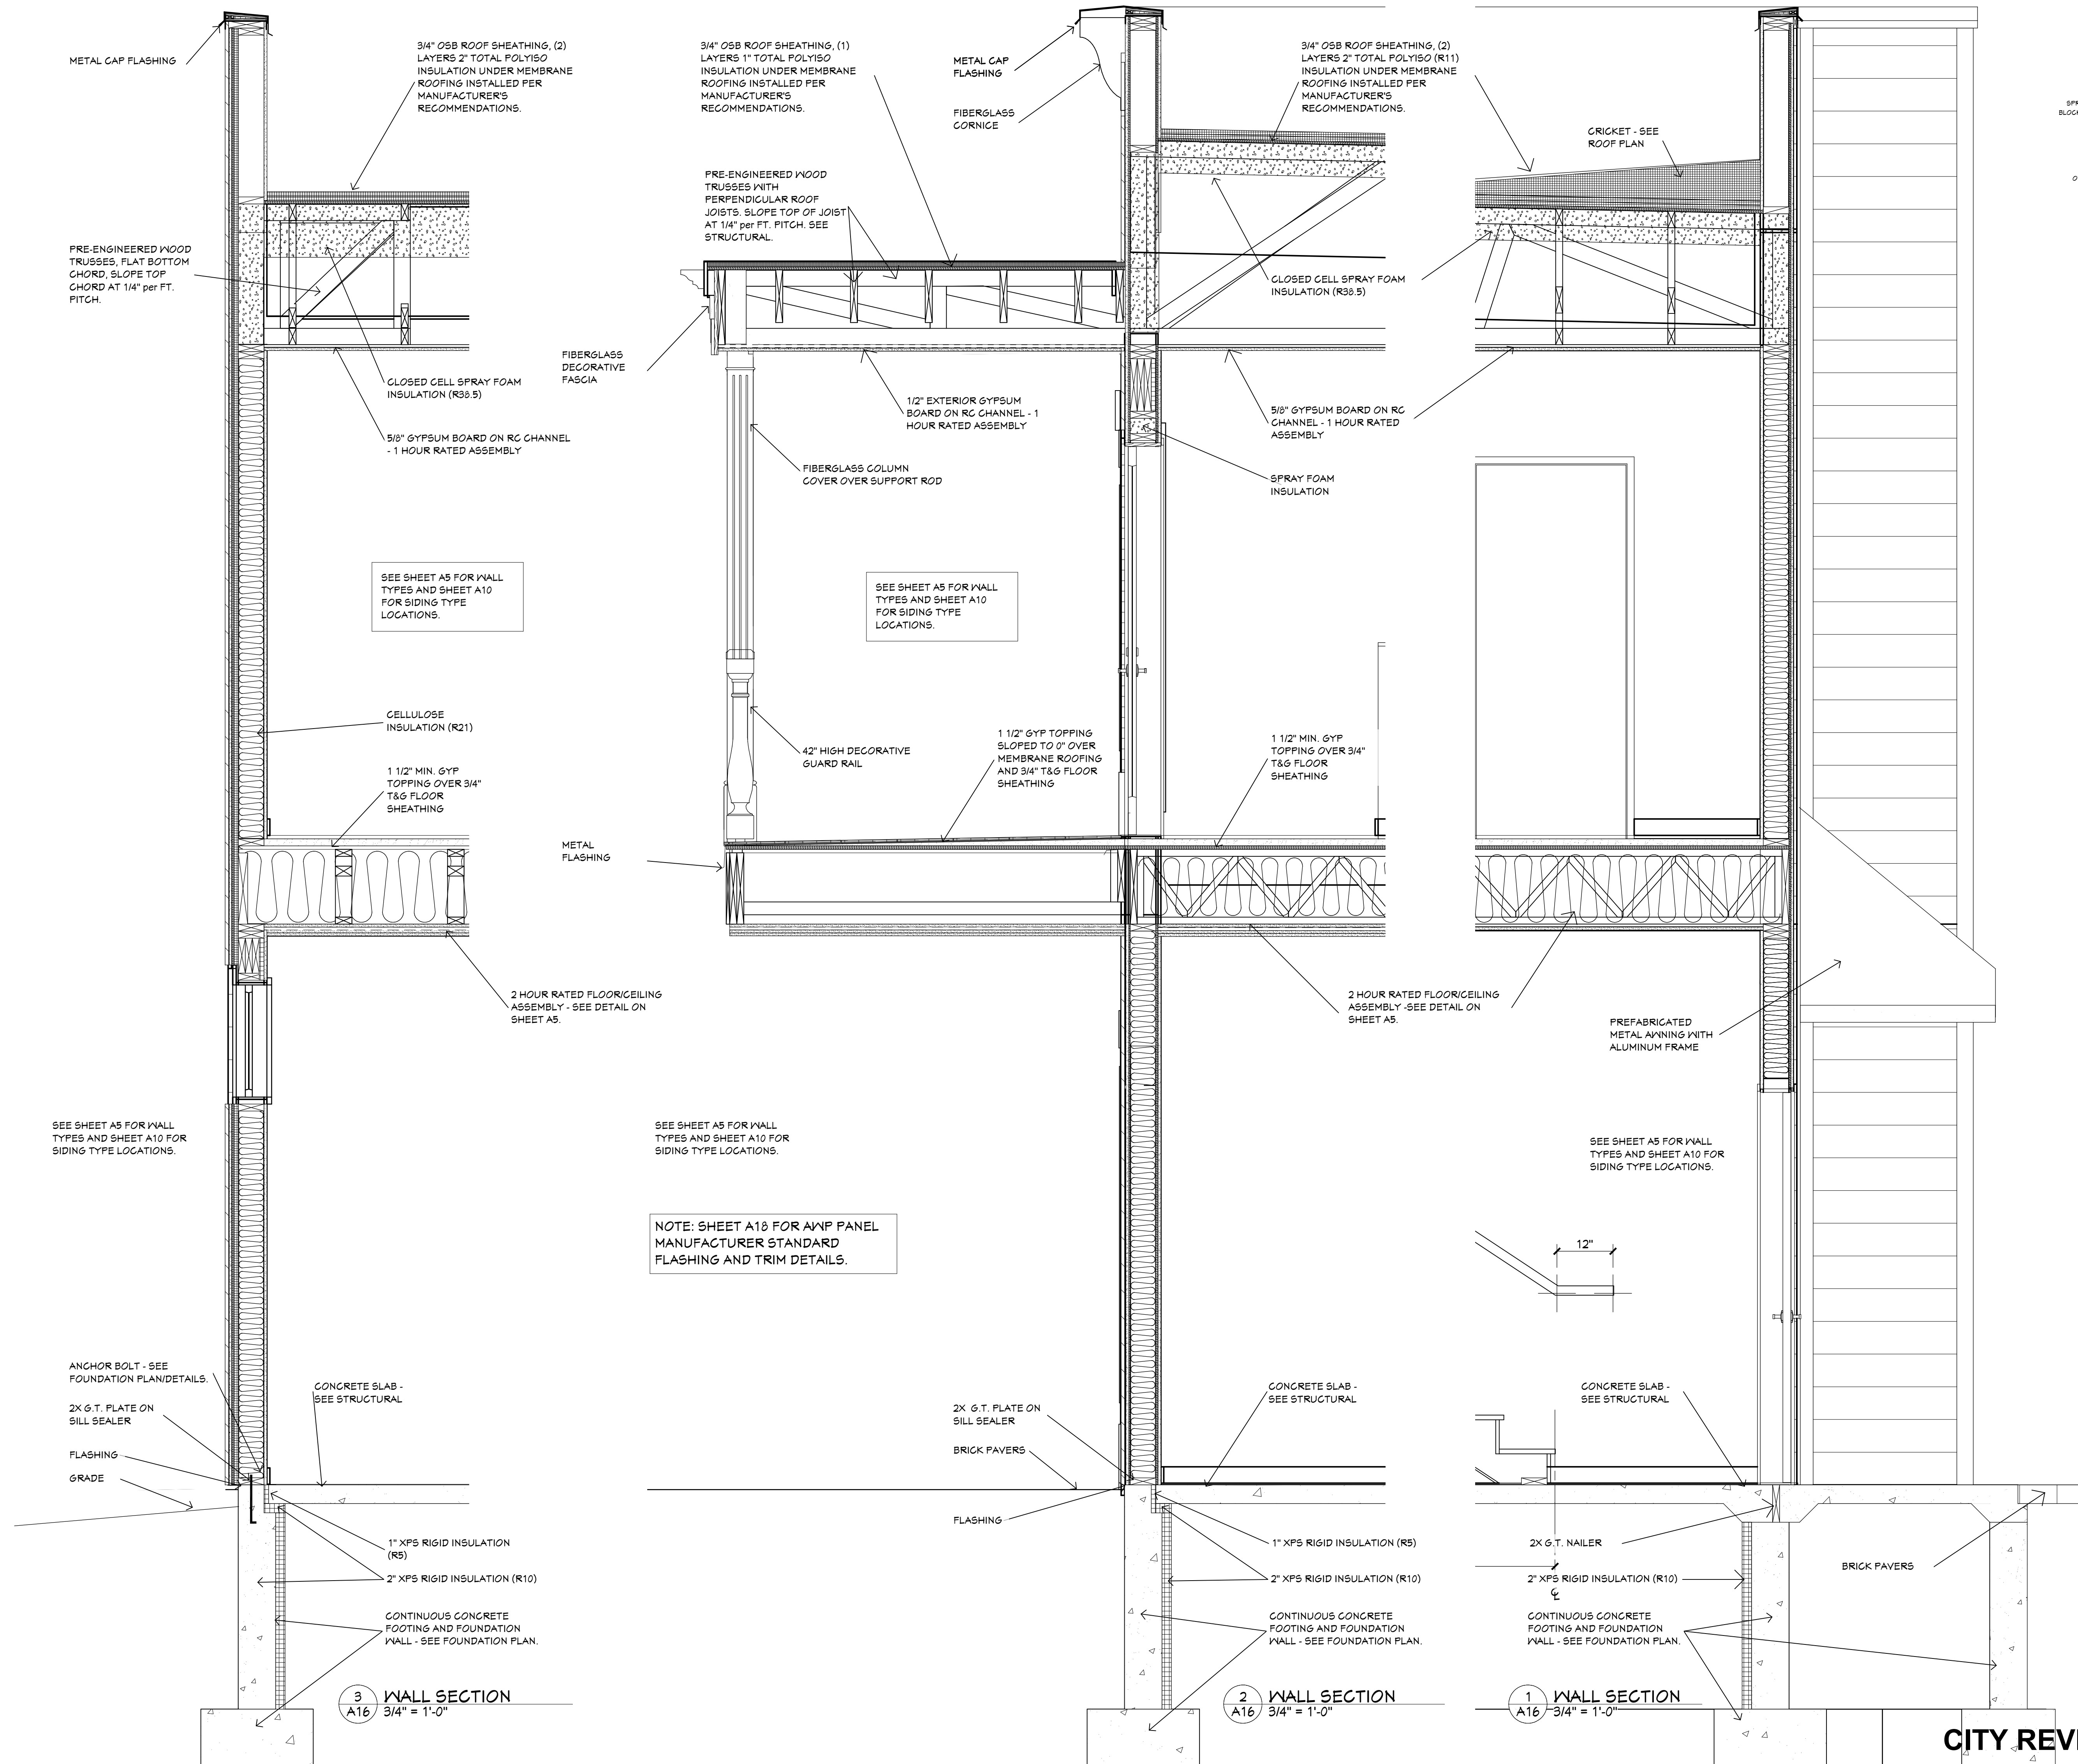 METAL CAP FLASHING
3/4" OSB ROOF SHEATHING, (2)
LAYERS 2" TOTAL POLYISO
INSULATION UNDER MEMBRANE
ROOFING INSTALLED PER
MANUFACTURER'S
RECOMMENDATIONS.
PRE-ENGINEERED WOOD
TRUSSES, FLAT BOTTOM
CHORD, SLOPE TOP
CHORD AT 1/4" per FT.
PITCH.
CLOSED CELL SPRAY FOAM
INSULATION (R38.5)
5/8" GYPSUM BOARD ON RC CHANNEL
- 1 HOUR RATED ASSEMBLY
SEE SHEET A5 FOR WALL
TYPES AND SHEET A10
FOR SIDING TYPE
LOCATIONS.
CELLULOSE
INSULATION (R21)
1 1/2" MIN. GYP
TOPPING OVER 3/4"
T&G FLOOR
SHEATHING
2 HOUR RATED FLOOR/CEILING
ASSEMBLY - SEE DETAIL ON
SHEET A5.
SEE SHEET A5 FOR WALL
TYPES AND SHEET A10 FOR
SIDING TYPE LOCATIONS.
ANCHOR BOLT - SEE
FOUNDATION PLAN/DETAILS.
2X G.T. PLATE ON
SILL SEALER
FLASHING
GRADE
CONCRETE SLAB -
SEE STRUCTURAL
1" XPS RIGID INSULATION
(R5)
2" XPS RIGID INSULATION (R10)
CONTINUOUS CONCRETE
FOOTING AND FOUNDATION
WALL - SEE FOUNDATION PLAN.
3
A16
WALL SECTION
3/4" = 1'-0"
3/4" OSB ROOF SHEATHING, (1)
LAYERS 1" TOTAL POLYISO
INSULATION UNDER MEMBRANE
ROOFING INSTALLED PER
MANUFACTURER'S
RECOMMENDATIONS.
METAL CAP
FLASHING
FIBERGLASS
CORNICE
PRE-ENGINEERED WOOD
TRUSSES WITH
PERPENDICULAR ROOF
JOISTS. SLOPE TOP OF JOIST
AT 1/4" per FT. PITCH. SEE
STRUCTURAL.
FIBERGLASS
DECORATIVE
FASCIA
1/2" EXTERIOR GYPSUM
BOARD ON RC CHANNEL - 1
HOUR RATED ASSEMBLY
FIBERGLASS COLUMN
COVER OVER SUPPORT ROD
SEE SHEET A5 FOR WALL
TYPES AND SHEET A10
FOR SIDING TYPE
LOCATIONS.
42" HIGH DECORATIVE
GUARD RAIL
1 1/2" GYP TOPPING
SLOPED TO 0" OVER
MEMBRANE ROOFING
AND 3/4" T&G FLOOR
SHEATHING
METAL
FLASHING
SEE SHEET A5 FOR WALL
TYPES AND SHEET A10 FOR
SIDING TYPE LOCATIONS.
NOTE: SHEET A18 FOR AWP PANEL
MANUFACTURER STANDARD
FLASHING AND TRIM DETAILS.
2X G.T. PLATE ON
SILL SEALER
BRICK PAVERS
FLASHING
3/4" OSB ROOF SHEATHING, (2)
LAYERS 2" TOTAL POLYISO (R11)
INSULATION UNDER MEMBRANE
ROOFING INSTALLED PER
MANUFACTURER'S
RECOMMENDATIONS.
CLOSED CELL SPRAY FOAM
INSULATION (R38.5)
5/8" GYPSUM BOARD ON RC
CHANNEL - 1 HOUR RATED
ASSEMBLY
SPRAY FOAM
INSULATION
1 1/2" MIN. GYP
TOPPING OVER 3/4"
T&G FLOOR
SHEATHING
2 HOUR RATED FLOOR/CEILING
ASSEMBLY -SEE DETAIL ON
SHEET A5.
CONCRETE SLAB -
SEE STRUCTURAL
1" XPS RIGID INSULATION (R5)
2" XPS RIGID INSULATION (R10)
CONTINUOUS CONCRETE
FOOTING AND FOUNDATION
WALL - SEE FOUNDATION PLAN.
2
A16
WALL SECTION
3/4" = 1'-0"
CRICKET - SEE
ROOF PLAN
PREFABRICATED
METAL AWNING WITH
ALUMINUM FRAME
SEE SHEET A5 FOR WALL
TYPES AND SHEET A10 FOR
SIDING TYPE LOCATIONS.
12"
CONCRETE SLAB -
SEE STRUCTURAL
2X G.T. NAILER
2" XPS RIGID INSULATION (R10)
CONTINUOUS CONCRETE
FOOTING AND FOUNDATION
WALL - SEE FOUNDATION PLAN.
BRICK PAVERS
1
A16
WALL SECTION
3/4" = 1'-0"
CITY REV